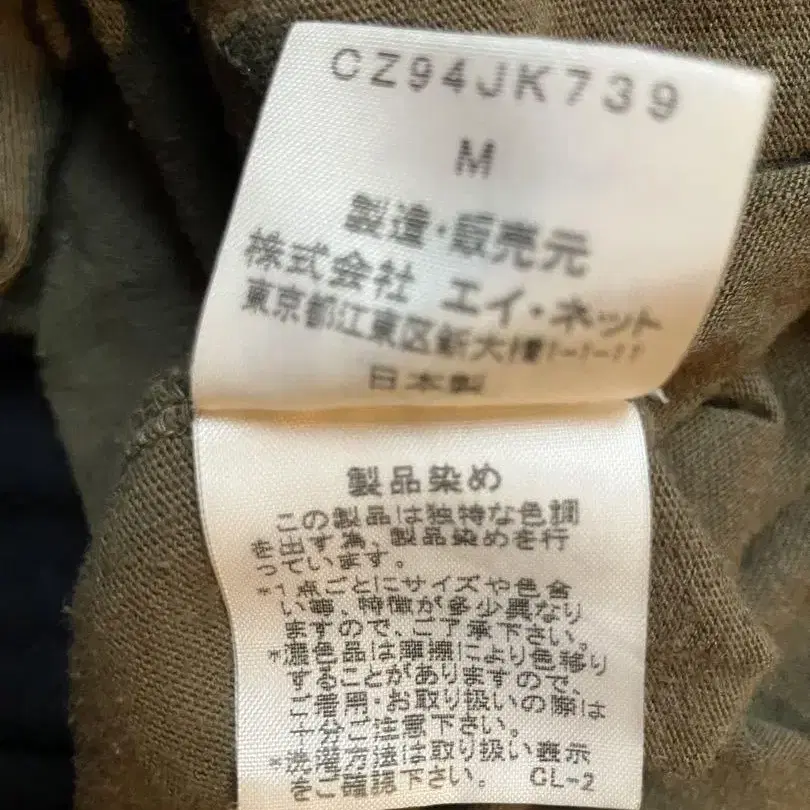 CZ94JK739
M
製造・販売元
株式会社 エイ・ネット
東京都江東区新大橋1-1-11
日本製
製品染め
この製品は独特な色調
を出す為、製品染めを行
っています。
*1点ごとにサイズや色合
い等、特徴が多少異なり
ますので、ご了承下さい。
*濃色品は摩擦により色移り
することがありますので、
ご着用・お取り扱いの際は
十分ご注意下さい。
*洗濯方法は取り扱い表示
をご確認下さい。 CL-2